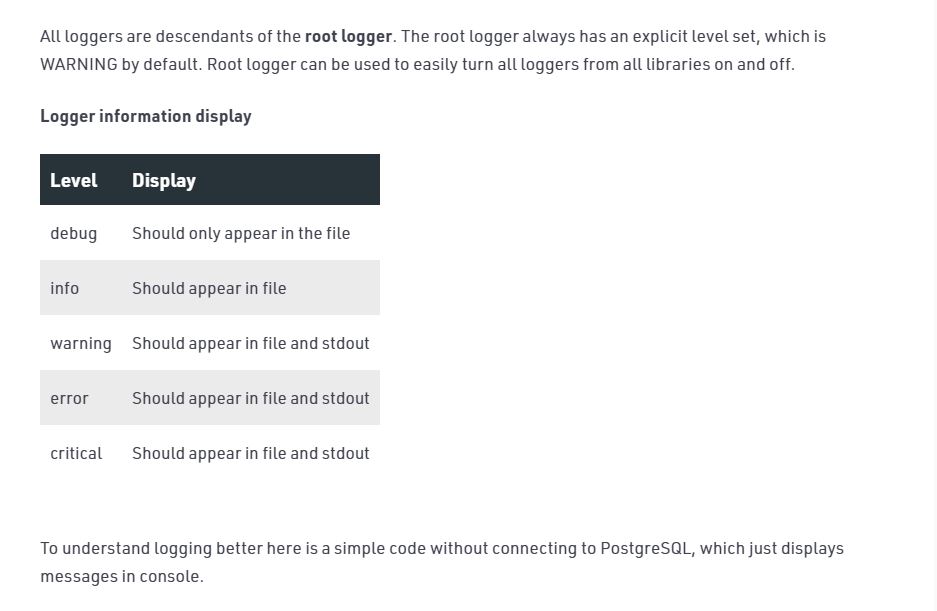 All loggers are descendants of the root logger. The root logger always has an explicit level set, which is
WARNING by default. Root logger can be used to easily turn all loggers from all libraries on and off.
Logger information display
Level Display
debug Should only appear in the file
info Should appear in file
warning Should appear in file and stdout
error Should appear in file and stdout
critical Should appear in file and stdout
To understand logging better here is a simple code without connecting to PostgreSQL, which just displays
messages in console.